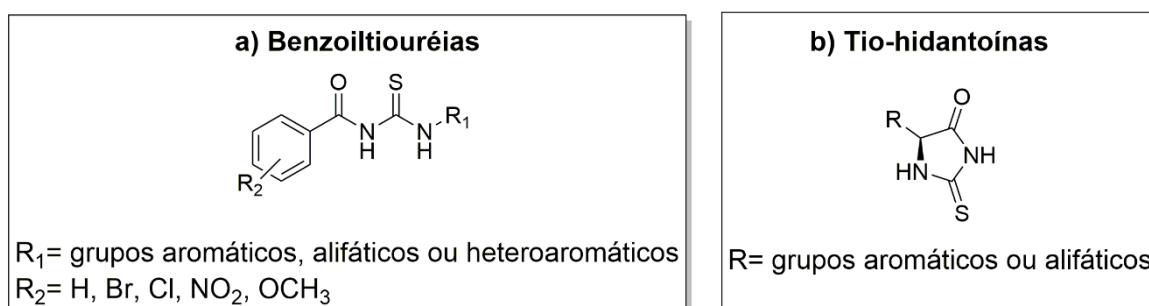 a) Benzoiltiouréias
O
S
N
H
N
H
R₁
R₂
R₁= grupos aromáticos, alifáticos ou heteroaromáticos
R₂= H, Br, Cl, NO₂, OCH₃
b) Tio-hidantoínas
R
O
HN
NH
S
R= grupos aromáticos ou alifáticos